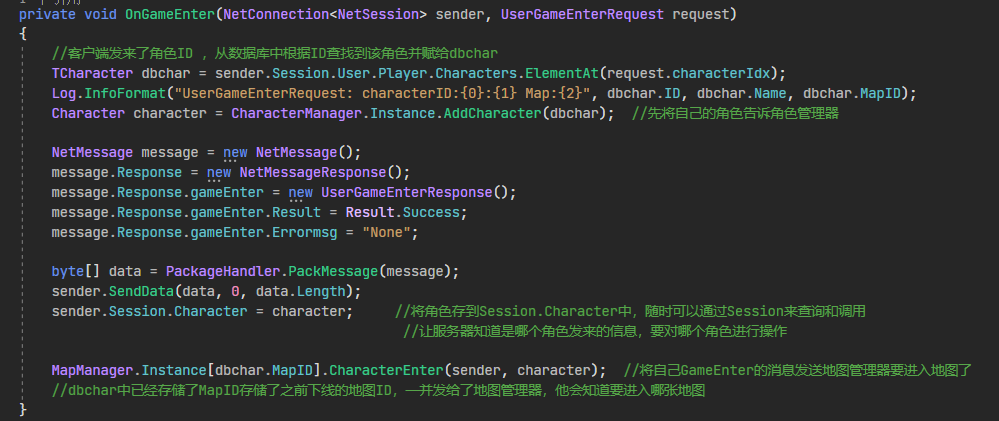 private void OnGameEnter(NetConnection<NetSession> sender, UserGameEnterRequest request)
{
//客户端发来了角色ID ，从数据库中根据ID查找到该角色并赋给dbchar
TCharacter dbchar = sender.Session.User.Player.Characters.ElementAt(request.characterIdx);
Log.InfoFormat("UserGameEnterRequest: characterID:{0}:{1} Map:{2}", dbchar.ID, dbchar.Name, dbchar.MapID);
Character character = CharacterManager.Instance.AddCharacter(dbchar);  //先将自己的角色告诉角色管理器
NetMessage message = new NetMessage();
message.Response = new NetMessageResponse();
message.Response.gameEnter = new UserGameEnterResponse();
message.Response.gameEnter.Result = Result.Success;
message.Response.gameEnter.Errormsg = "None";
byte[] data = PackageHandler.PackMessage(message);
sender.SendData(data, 0, data.Length);
sender.Session.Character = character;     //将角色存到Session.Character中，随时可以通过Session来查询和调用
//让服务器知道是哪个角色发来的信息，要对哪个角色进行操作
MapManager.Instance[dbchar.MapID].CharacterEnter(sender, character);  //将自己GameEnter的消息发送地图管理器要进入地图了
//dbchar中已经存储了MapID存储了之前下线的地图ID，一并发给了地图管理器，他会知道要进入哪张地图
}